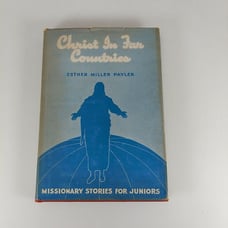 Christ In Far
Countries
ESTHER MILLER PAYLER
MISSIONARY STORIES FOR JUNIORS